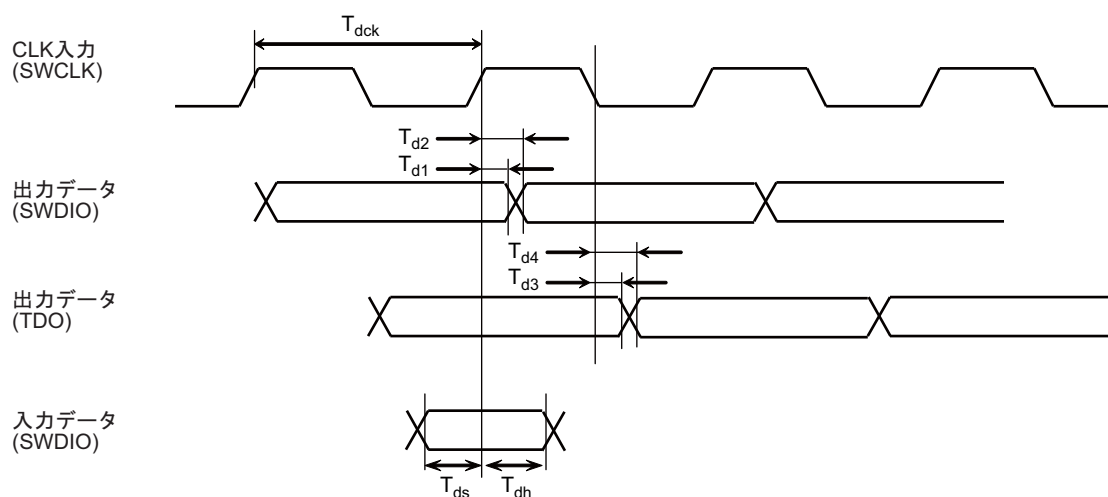 Tdck
CLK入力
(SWCLK)
Td2
Td1
出力データ
(SWDIO)
Td4
Td3
出力データ
(TDO)
入力データ
(SWDIO)
Tds
Tdh